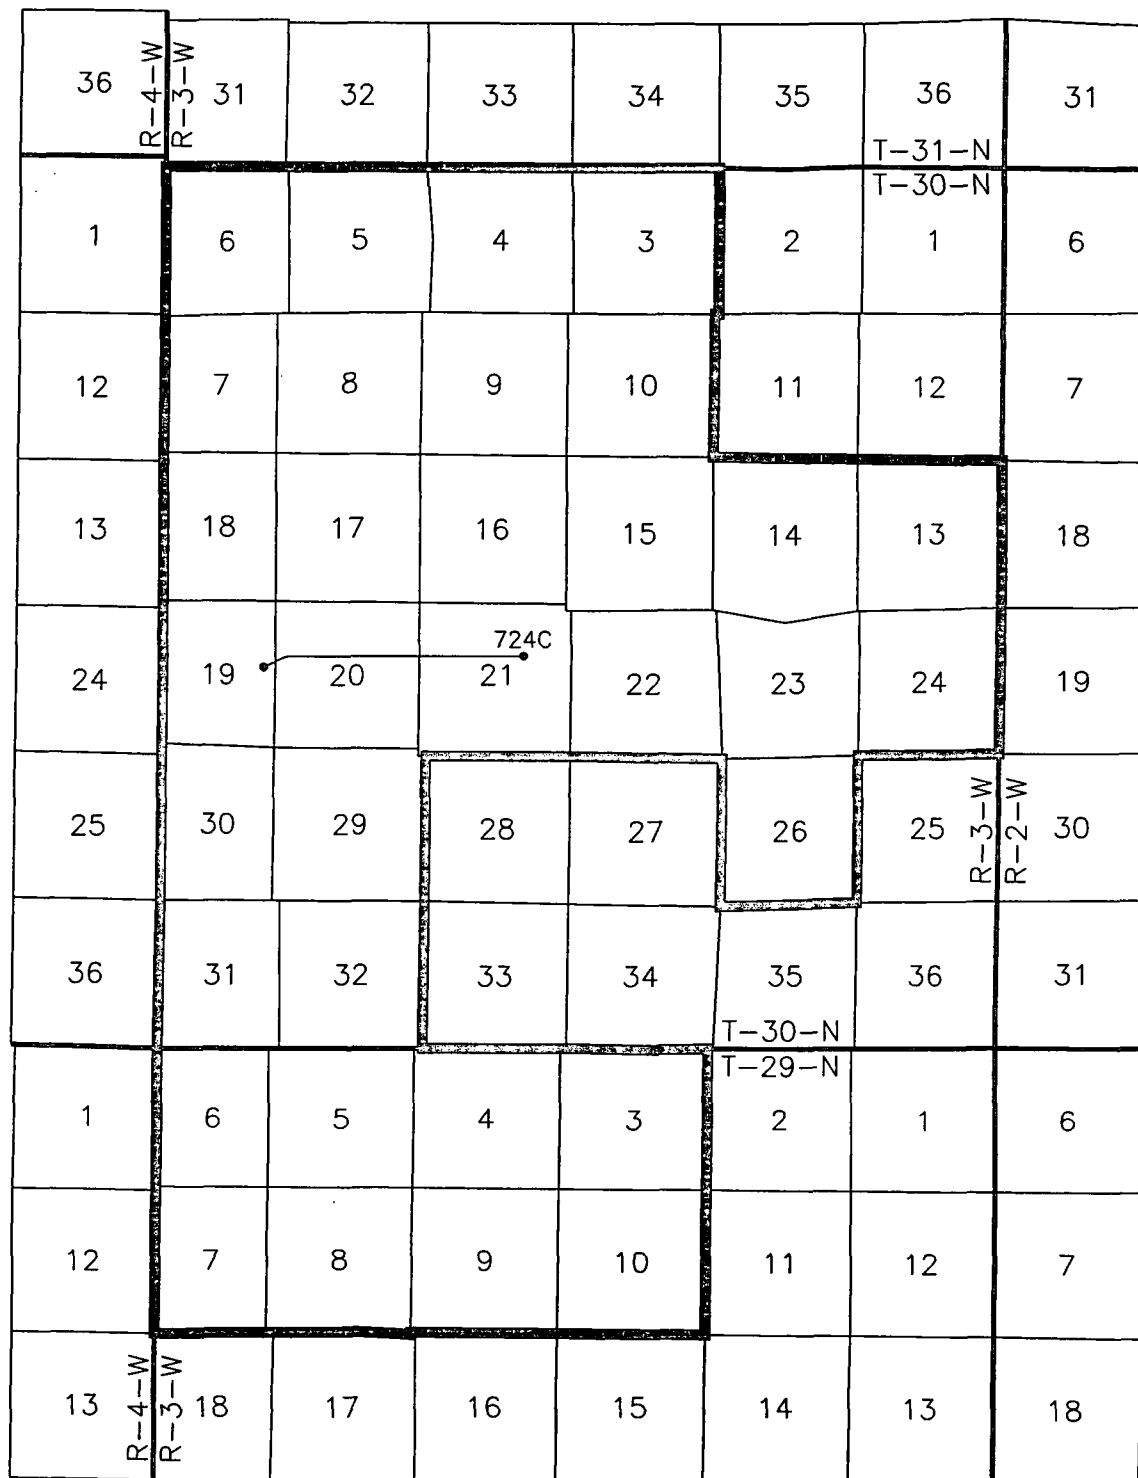 36 R-4-W R-3-W 31 32 33 34 35 36 31
T-31-N
T-30-N
1 6 5 4 3 2 1 6
12 7 8 9 10 11 12 7
13 18 17 16 15 14 13 18
724C
24 19 20 21 22 23 24 19
25 30 29 28 27 26 25 R-3-W R-2-W 30
36 31 32 33 34 35 36 31
T-30-N
T-29-N
1 6 5 4 3 2 1 6
12 7 8 9 10 11 12 7
13 R-4-W R-3-W 18 17 16 15 14 13 18